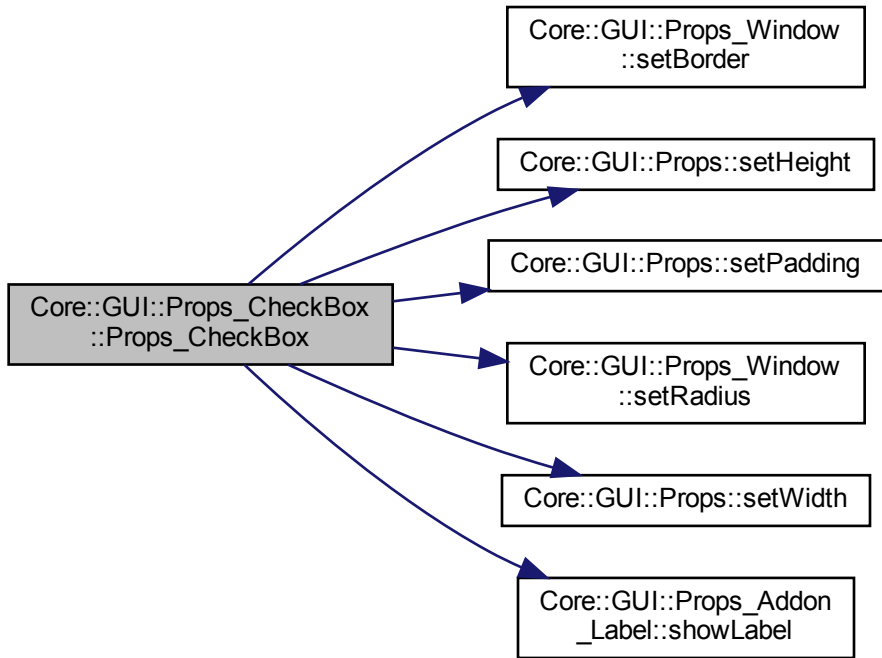 Core::GUI::Props_Window
::setBorder
Core::GUI::Props::setHeight
Core::GUI::Props::setPadding
Core::GUI::Props_CheckBox
::Props_CheckBox
Core::GUI::Props_Window
::setRadius
Core::GUI::Props::setWidth
Core::GUI::Props_Addon
_Label::showLabel